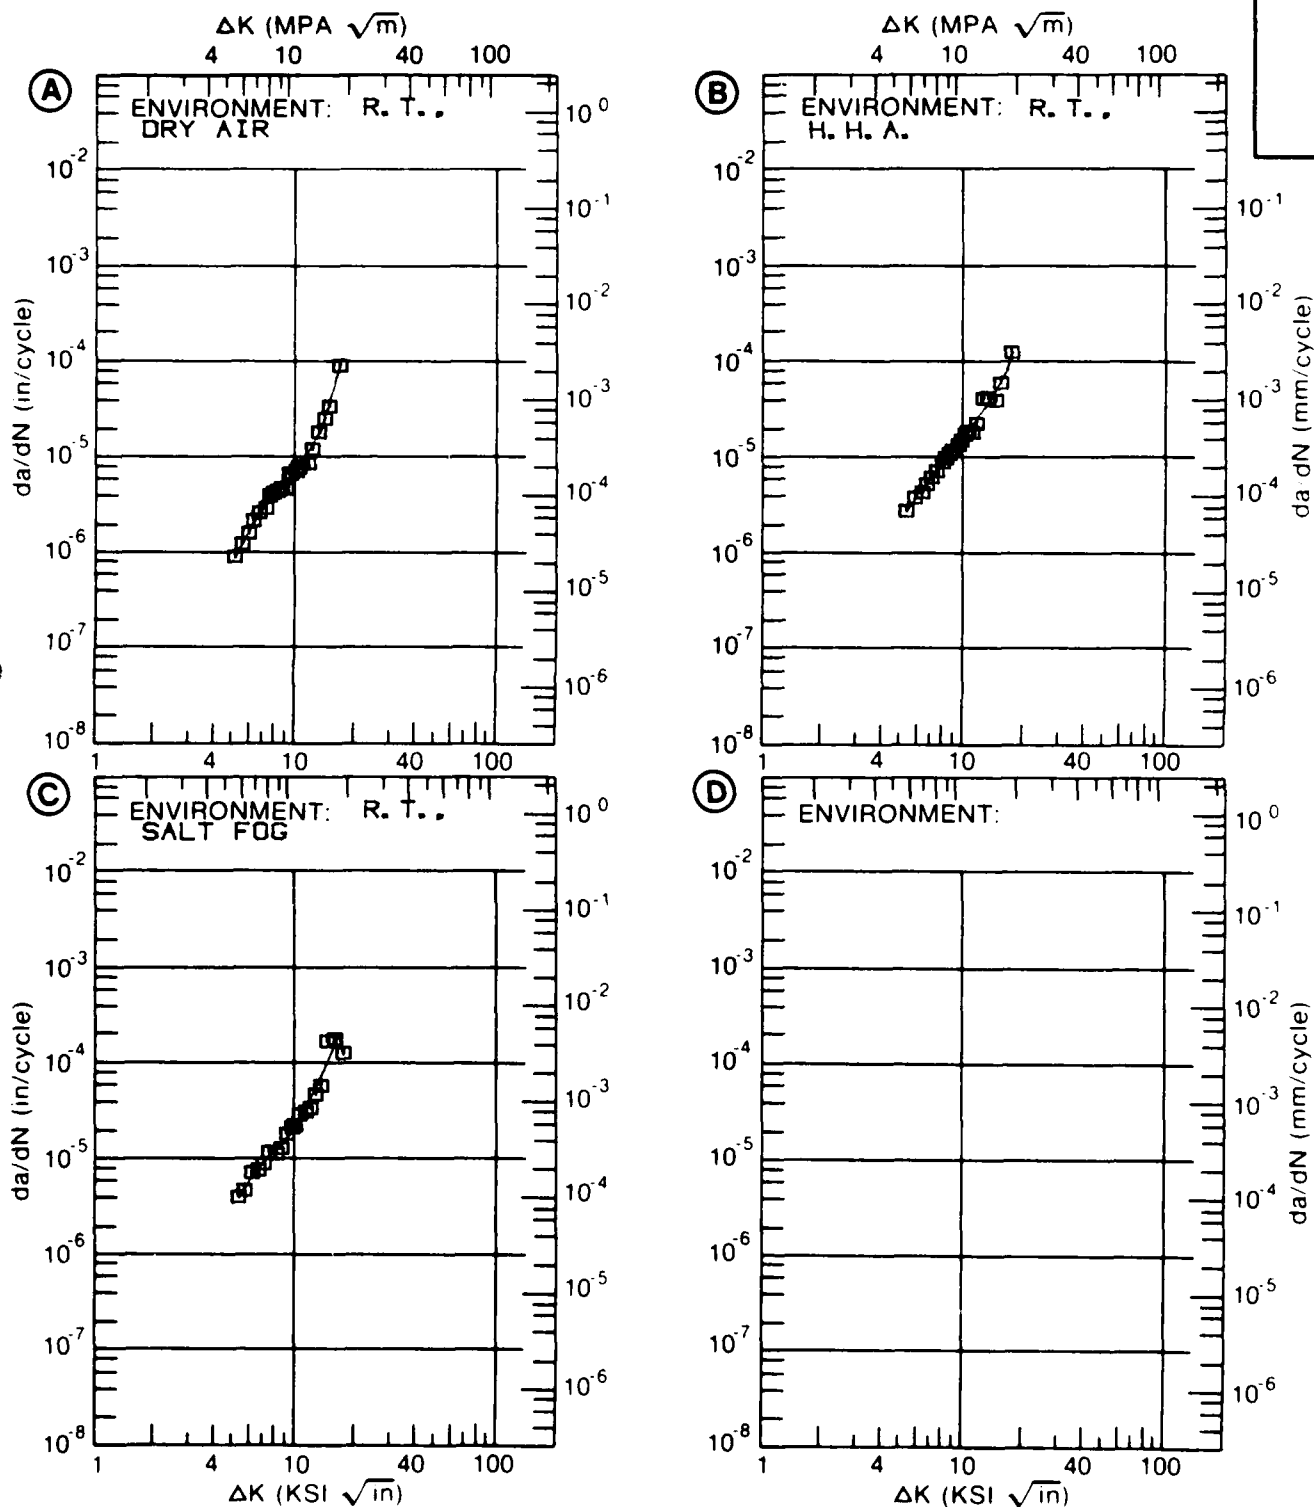 ΔK (MPA √m)
4 10 40 100
A
ENVIRONMENT: R. T.,
DRY AIR
da/dN (in/cycle)
10⁻²
10⁻³
10⁻⁴
10⁻⁵
10⁻⁶
10⁻⁷
10⁻⁸
10⁰
10⁻¹
10⁻²
10⁻³
10⁻⁴
10⁻⁵
10⁻⁶
1 4 10 40 100
ΔK (MPA √m)
4 10 40 100
B
ENVIRONMENT: R. T.,
H. H. A.
10⁻²
10⁻³
10⁻⁴
10⁻⁵
10⁻⁶
10⁻⁷
10⁻⁸
10⁻¹
10⁻²
10⁻³
10⁻⁴
10⁻⁵
10⁻⁶
da dN (mm/cycle)
1 4 10 40 100
C
ENVIRONMENT: R. T.,
SALT FOG
da/dN (in/cycle)
10⁻²
10⁻³
10⁻⁴
10⁻⁵
10⁻⁶
10⁻⁷
10⁻⁸
10⁰
10⁻¹
10⁻²
10⁻³
10⁻⁴
10⁻⁵
10⁻⁶
1 4 10 40 100
ΔK (KSI √in)
D
ENVIRONMENT:
10⁻²
10⁻³
10⁻⁴
10⁻⁵
10⁻⁶
10⁻⁷
10⁻⁸
10⁰
10⁻¹
10⁻²
10⁻³
10⁻⁴
10⁻⁵
10⁻⁶
da/dN (mm/cycle)
1 4 10 40 100
ΔK (KSI √in)